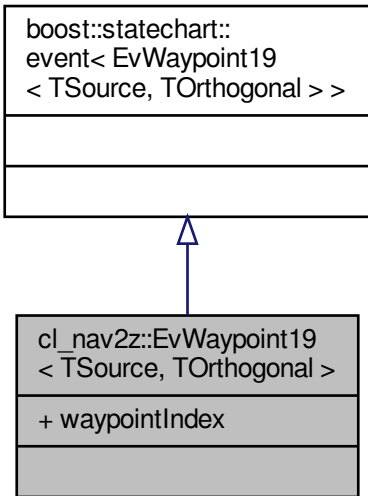 boost::statechart::
event< EvWaypoint19
< TSource, TOrthogonal > >
cl_nav2z::EvWaypoint19
< TSource, TOrthogonal >
+ waypointIndex